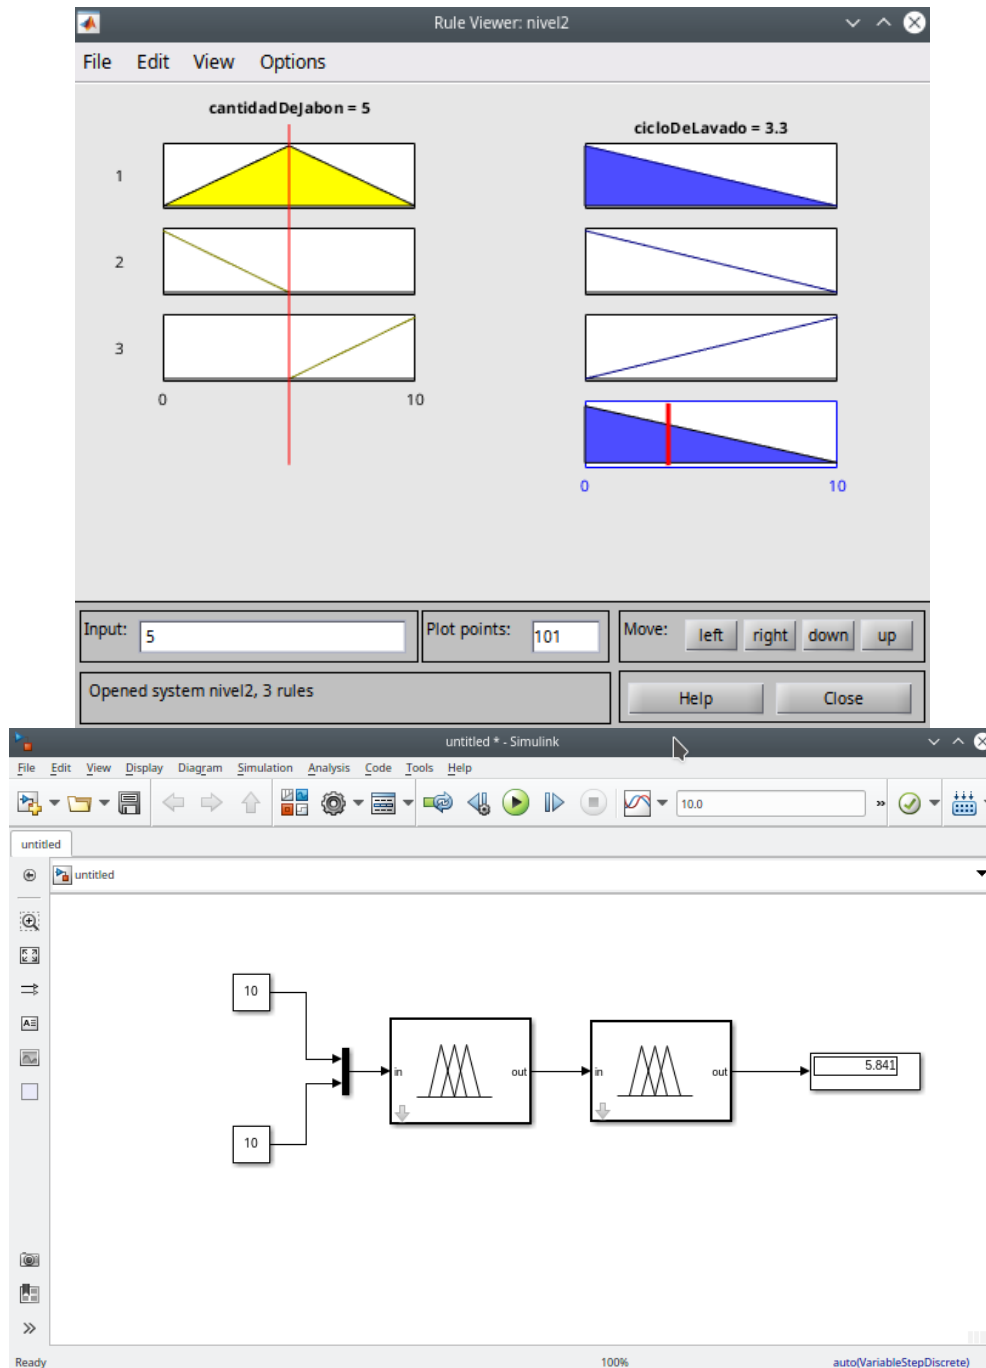 Rule Viewer: nivel2
File Edit View Options
cantidadDeJabon = 5
cicloDeLavado = 3.3
1
2
3
0 10
0 10
Input: 5
Plot points: 101
Move: left right down up
Opened system nivel2, 3 rules
Help Close
untitled * - Simulink
File Edit View Display Diagram Simulation Analysis Code Tools Help
10.0 »
untitled
untitled
10
in out in out 5.841
10
»
Ready 100% auto(VariableStepDiscrete)